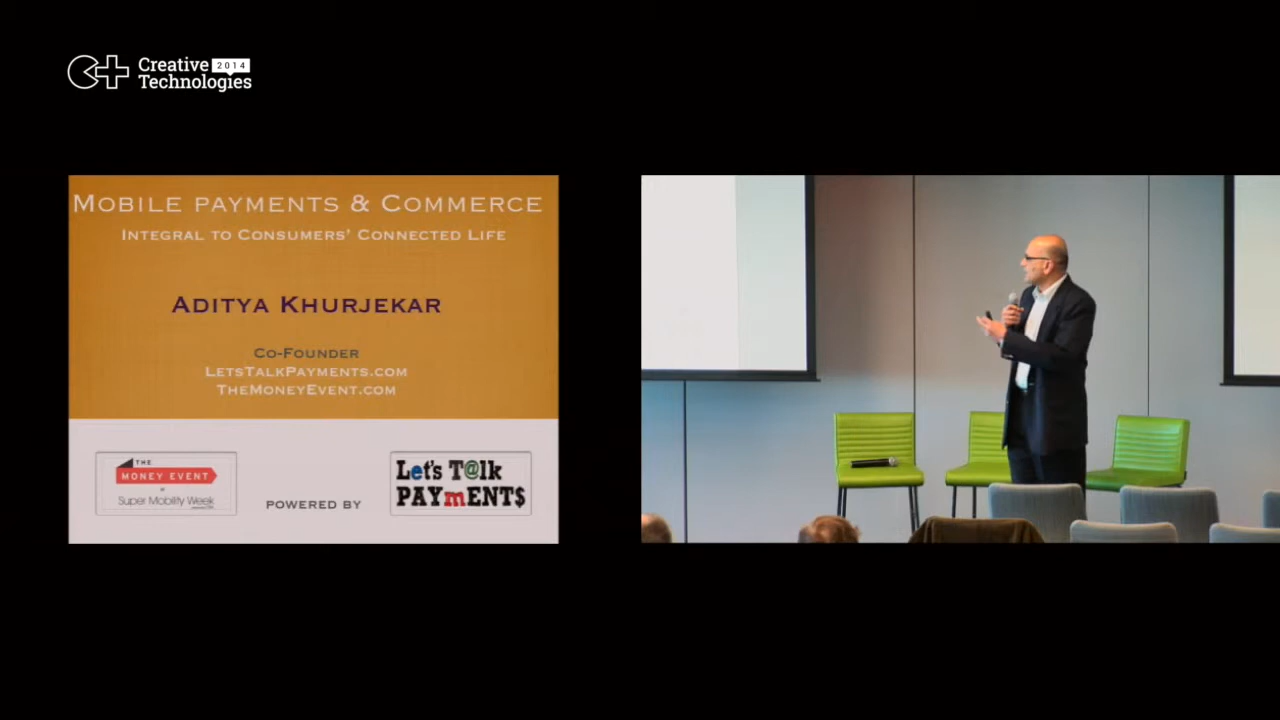 Creative 2014
Technologies
MOBILE PAYMENTS & COMMERCE
INTEGRAL TO CONSUMERS' CONNECTED LIFE
ADITYA KHURJEKAR
CO-FOUNDER
LETSTALKPAYMENTS.COM
THEMONEYEVENT.COM
THE
MONEY EVENT
at
Super Mobility Week
POWERED BY
Let's T@lk
PAYmENT$